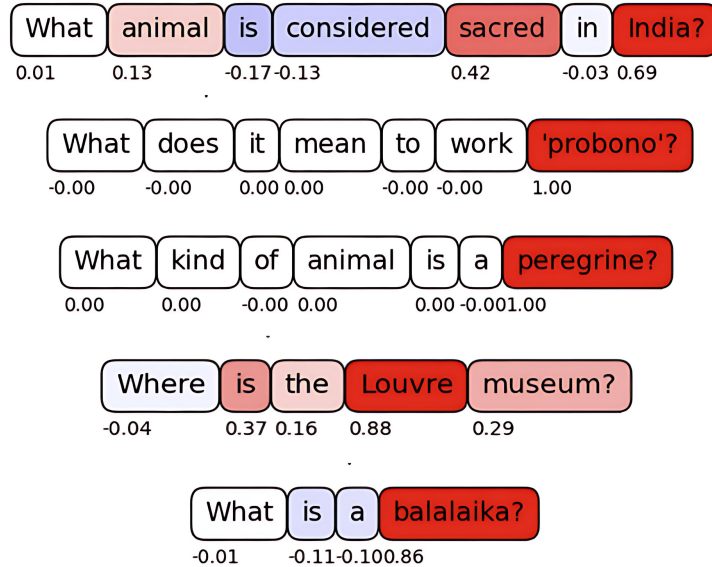 What animal is considered sacred in India?
0.01 0.13 -0.17 -0.13 0.42 -0.03 0.69
What does it mean to work 'probono'?
-0.00 -0.00 0.00 0.00 -0.00 -0.00 1.00
What kind of animal is a peregrine?
0.00 0.00 -0.00 0.00 0.00 -0.00 1.00
Where is the Louvre museum?
-0.04 0.37 0.16 0.88 0.29
What is a balalaika?
-0.01 -0.11 -0.10 0.86